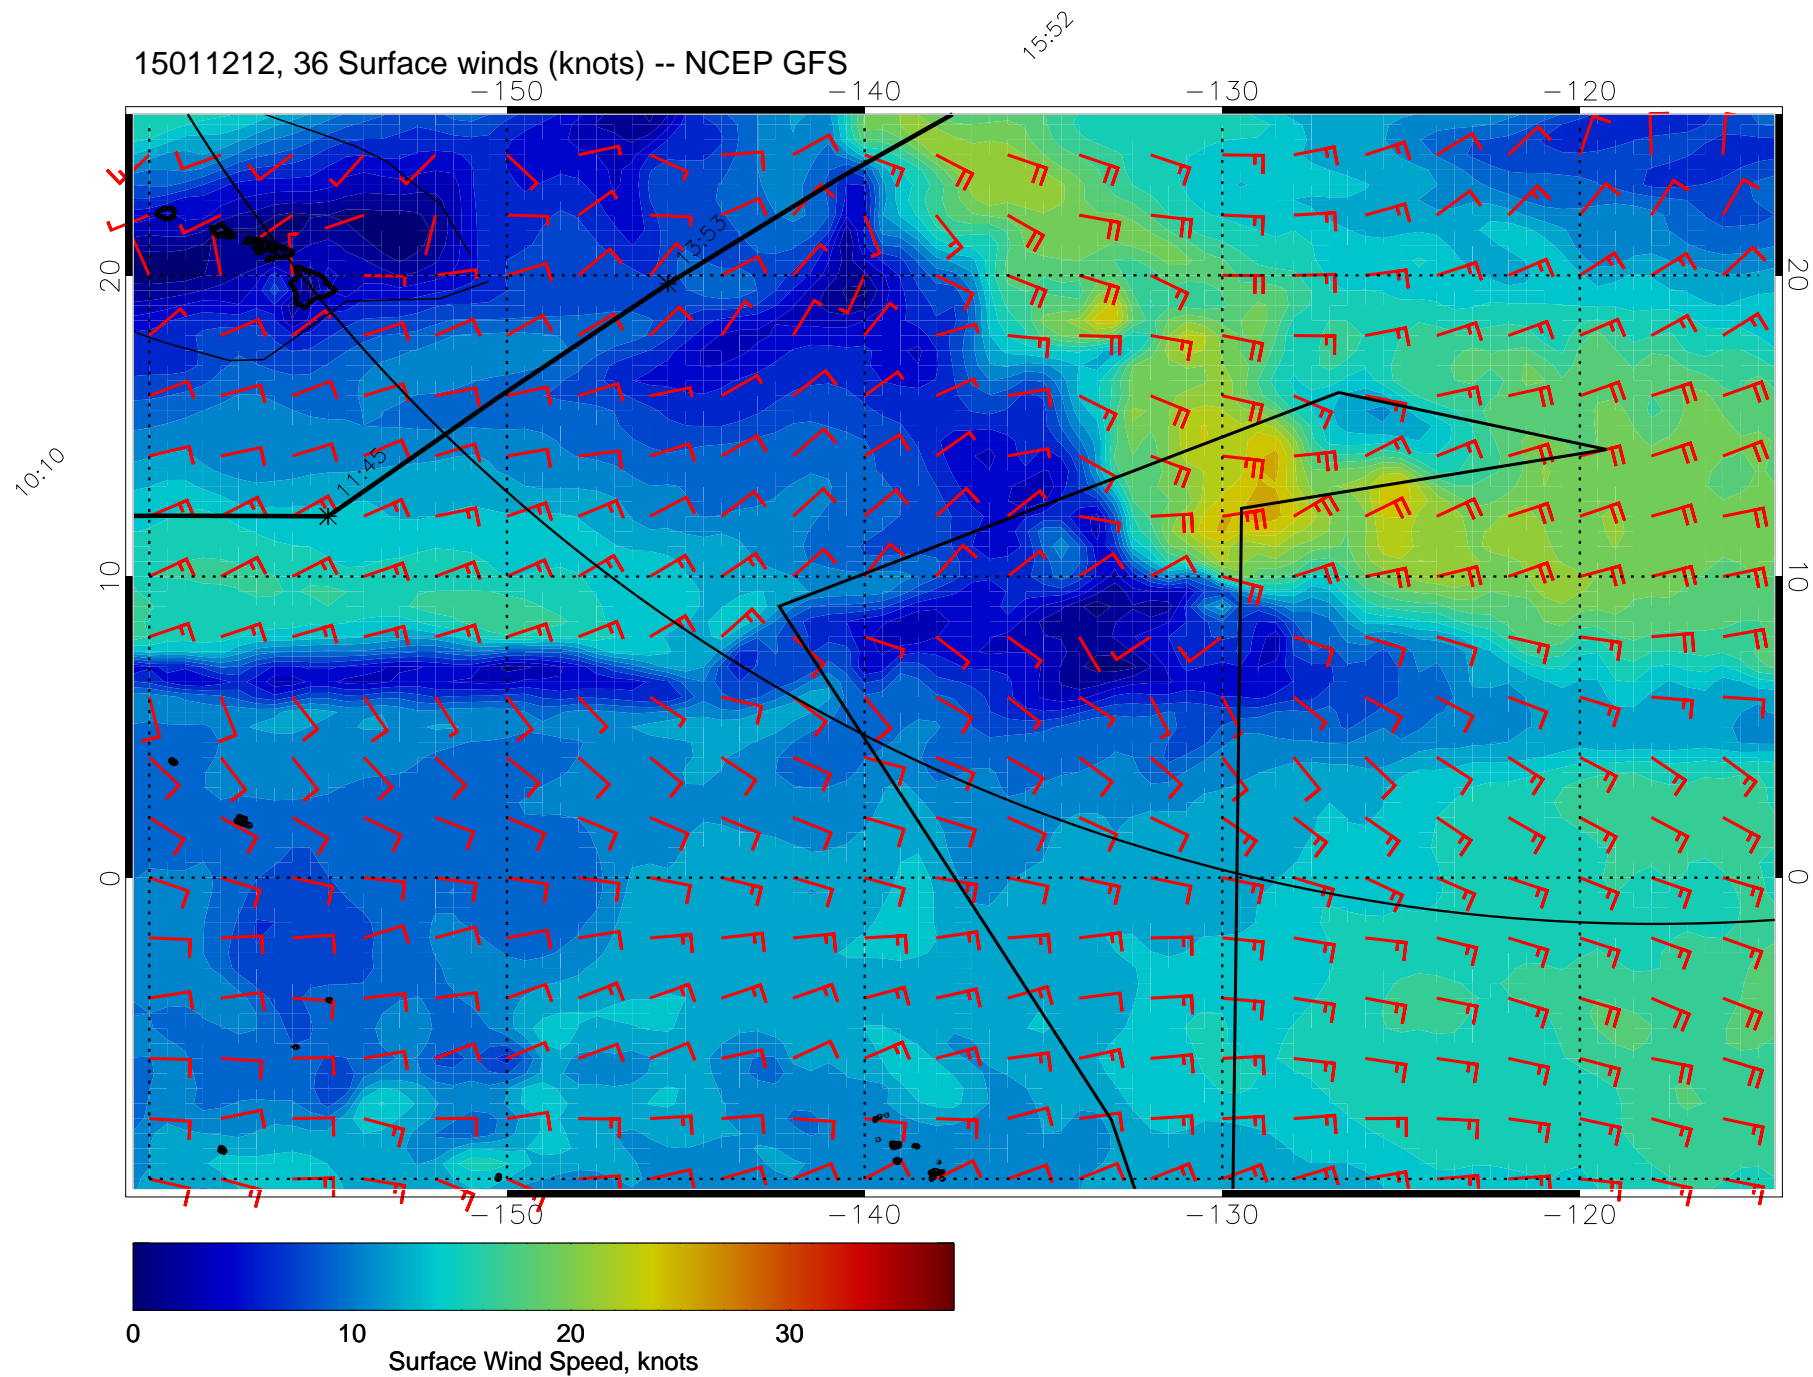 15:52
15011212, 36 Surface winds (knots) -- NCEP GFS
−150 −140 −130 −120
13:53
20 20
10:10
11:45
10 10
0 0
−150 −140 −130 −120
0 10 20 30
Surface Wind Speed, knots